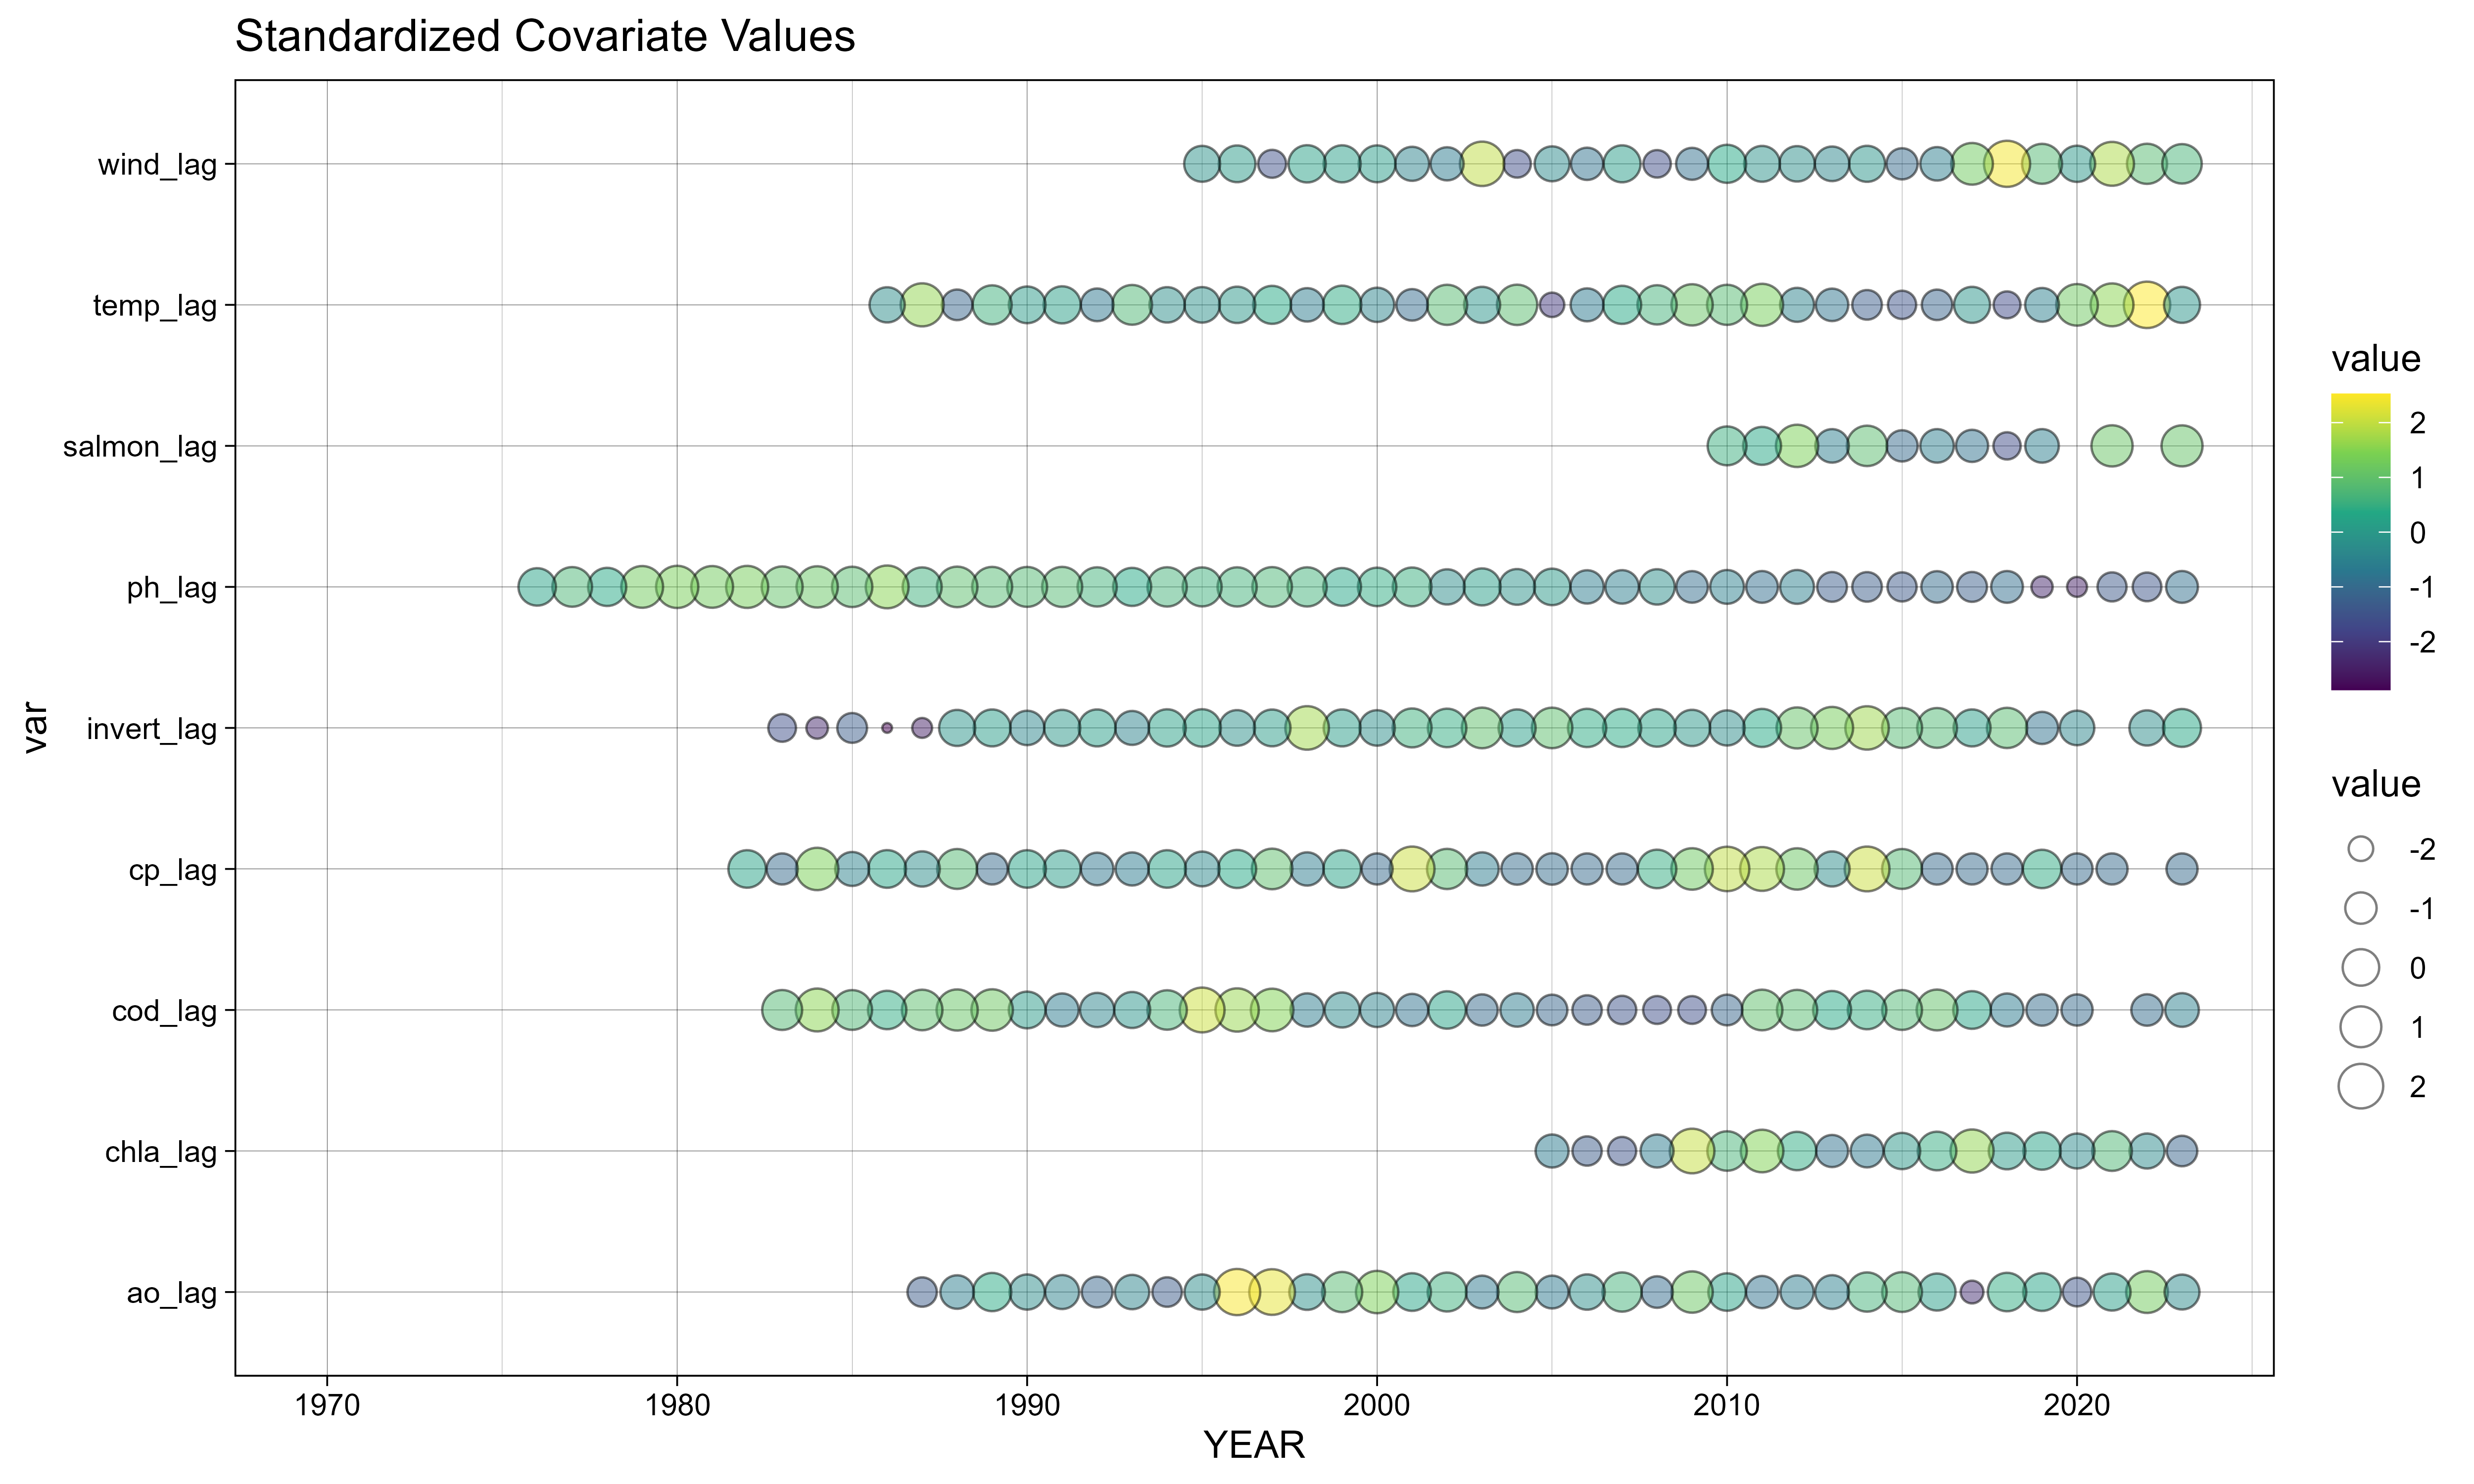 Standardized Covariate Values
wind_lag
temp_lag
salmon_lag
ph_lag
invert_lag
cp_lag
cod_lag
chla_lag
ao_lag
var
1970 1980 1990 2000 2010 2020
YEAR
value
2
1
0
-1
-2
value
-2
-1
0
1
2